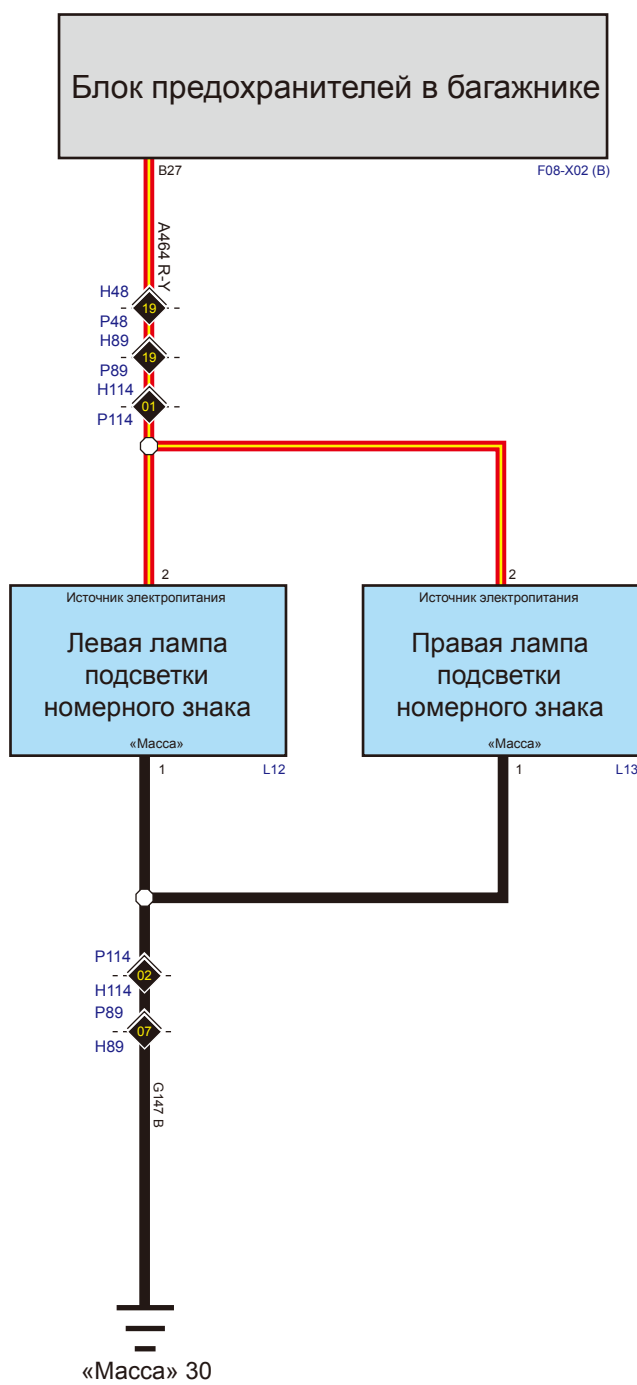 Блок предохранителей в багажнике
B27
F08-X02 (B)
A464 R-Y
H48
19
P48
H89
19
P89
H114
01
P114
2
2
Источник электропитания
Источник электропитания
Левая лампа
подсветки
номерного знака
Правая лампа
подсветки
номерного знака
«Масса»
«Масса»
1
L12
1
L13
P114
02
H114
P89
07
H89
G147 B
«Масса» 30